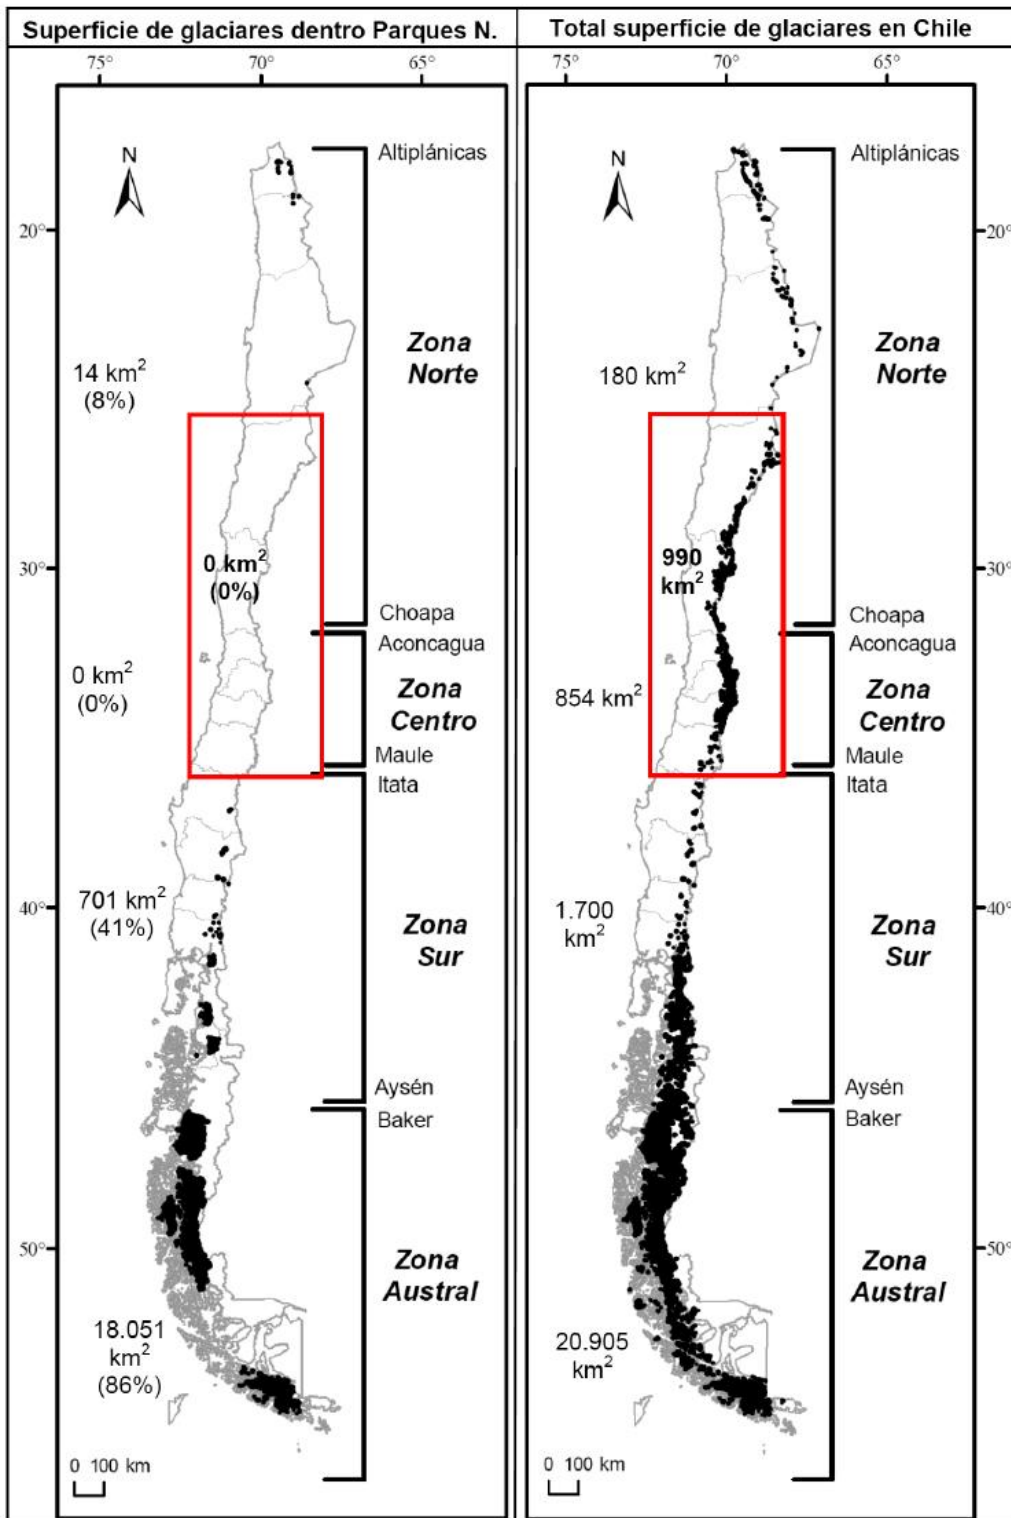 Superficie de glaciares dentro Parques N.
75° 70° 65°
N
20°
30°
40°
50°
Altiplánicas
Zona
Norte
14 km²
(8%)
0 km²
(0%)
Choapa
Aconcagua
0 km²
(0%)
Zona
Centro
Maule
Itata
701 km²
(41%)
Zona
Sur
Aysén
Baker
Zona
Austral
18.051
km²
(86%)
0 100 km
Total superficie de glaciares en Chile
75° 70° 65°
N
20°
30°
40°
50°
Altiplánicas
Zona
Norte
180 km²
990
km²
Choapa
Aconcagua
854 km²
Zona
Centro
Maule
Itata
1.700
km²
Zona
Sur
Aysén
Baker
Zona
Austral
20.905
km²
0 100 km